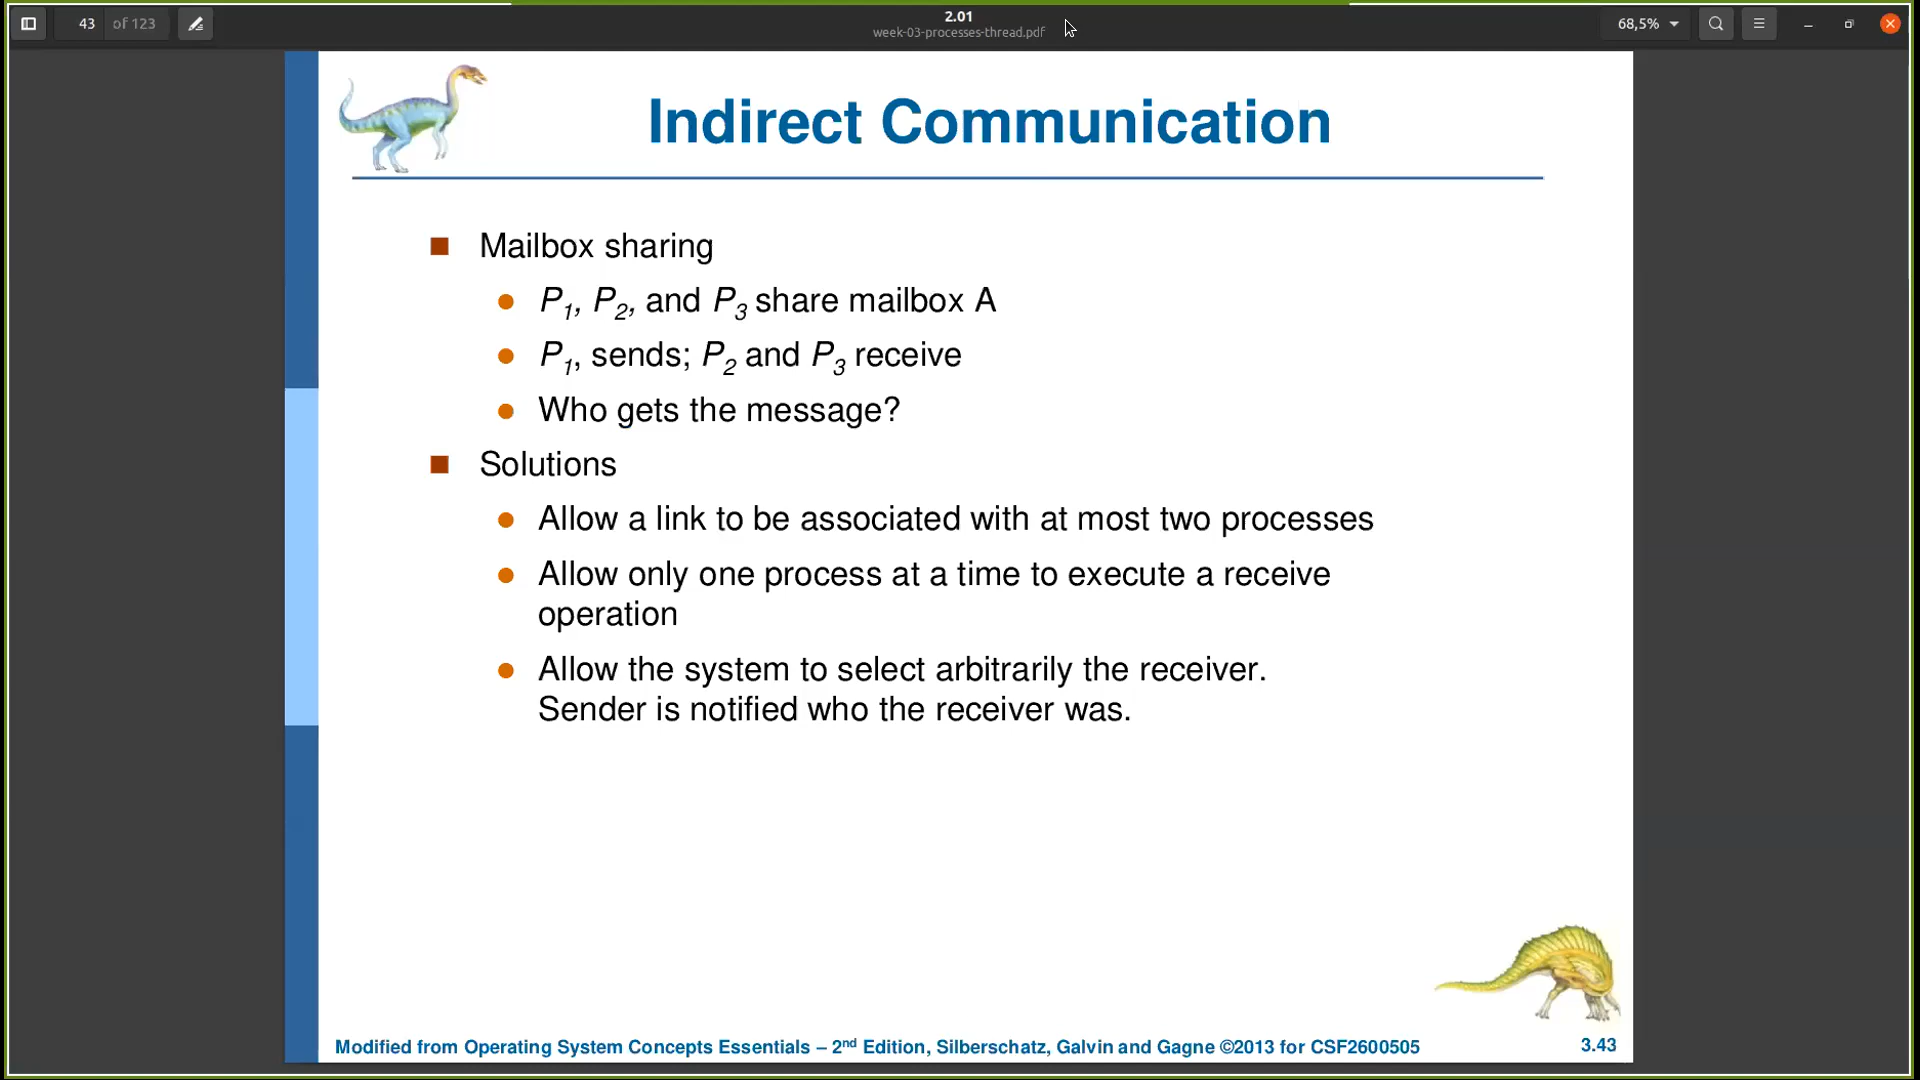 43 of 123
2.01
week-03-processes-thread.pdf
68,5%
Indirect Communication
Mailbox sharing
P1, P2, and P3 share mailbox A
P1, sends; P2 and P3 receive
Who gets the message?
Solutions
Allow a link to be associated with at most two processes
Allow only one process at a time to execute a receive
operation
Allow the system to select arbitrarily the receiver.
Sender is notified who the receiver was.
Modified from Operating System Concepts Essentials – 2nd Edition, Silberschatz, Galvin and Gagne ©2013 for CSF2600505
3.43